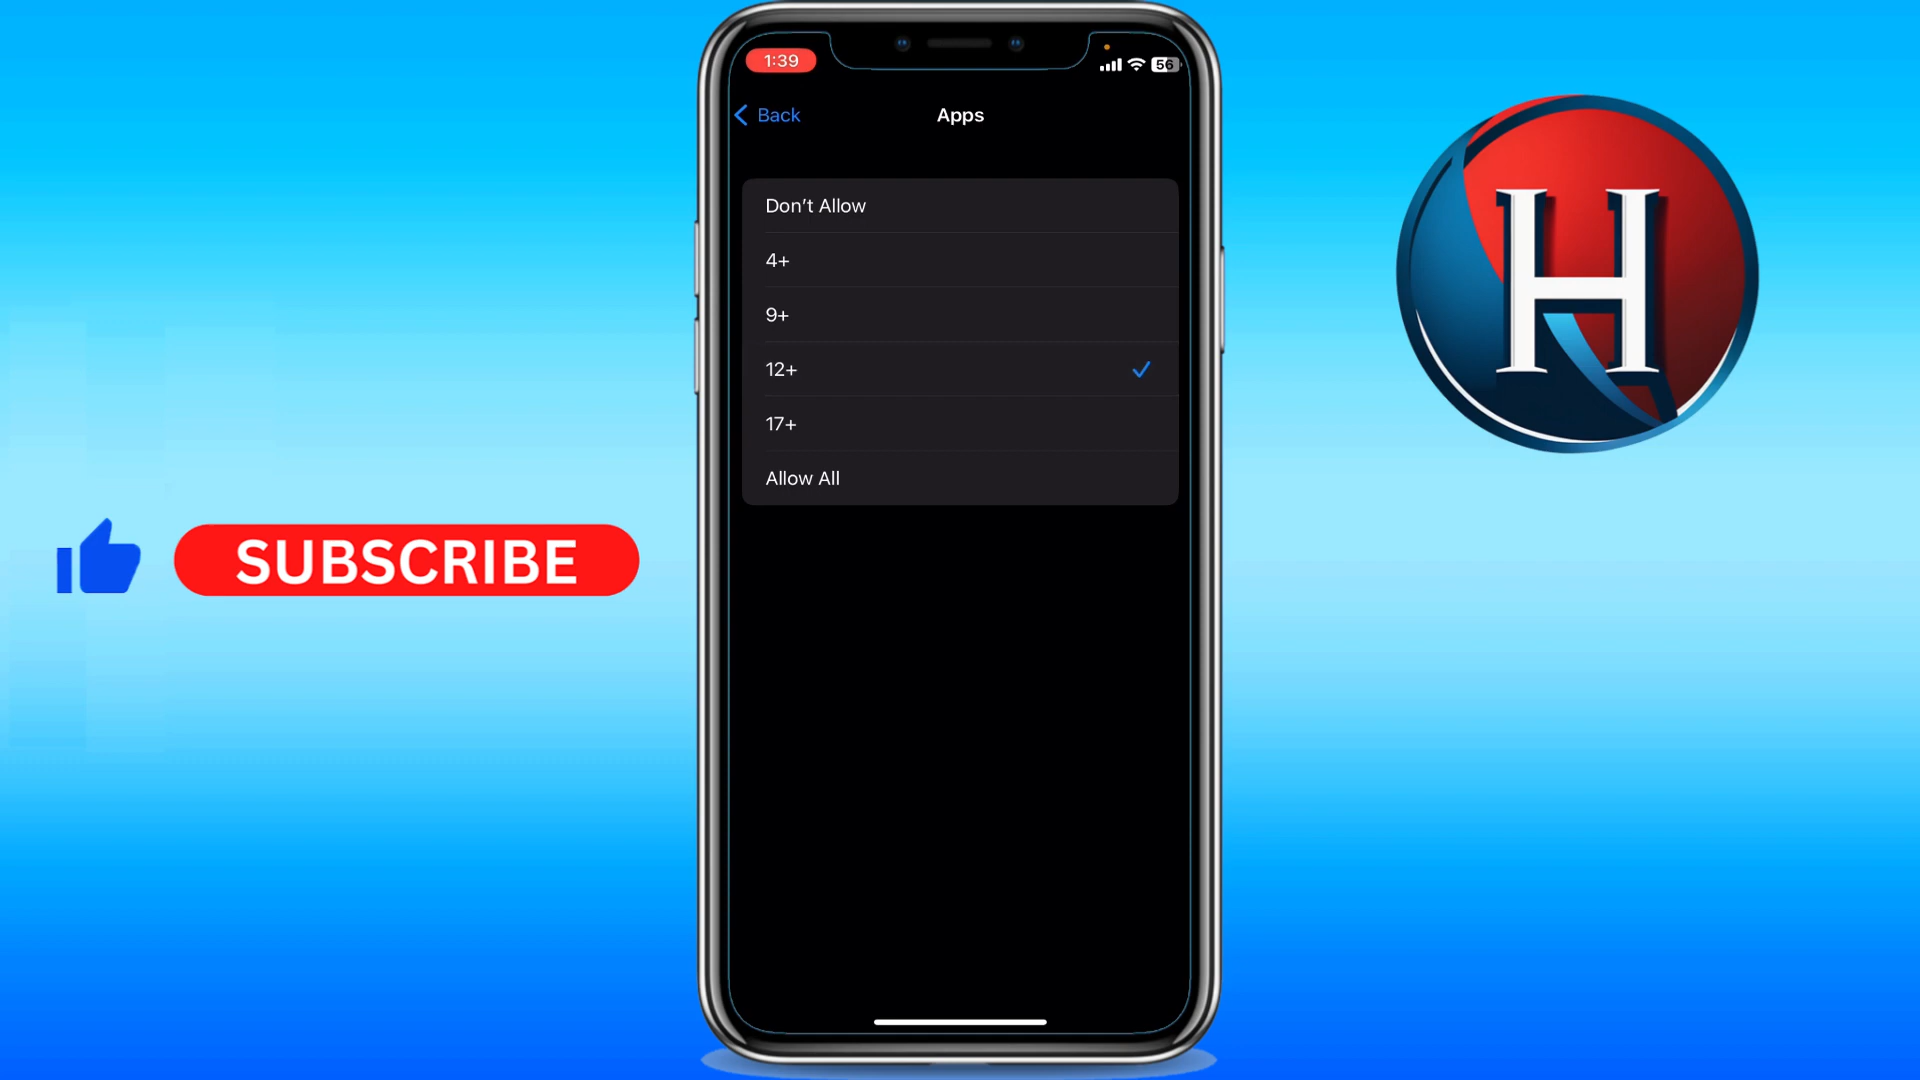 1:39
56
Back
Apps
Don't Allow
4+
9+
12+
17+
Allow All
SUBSCRIBE
H